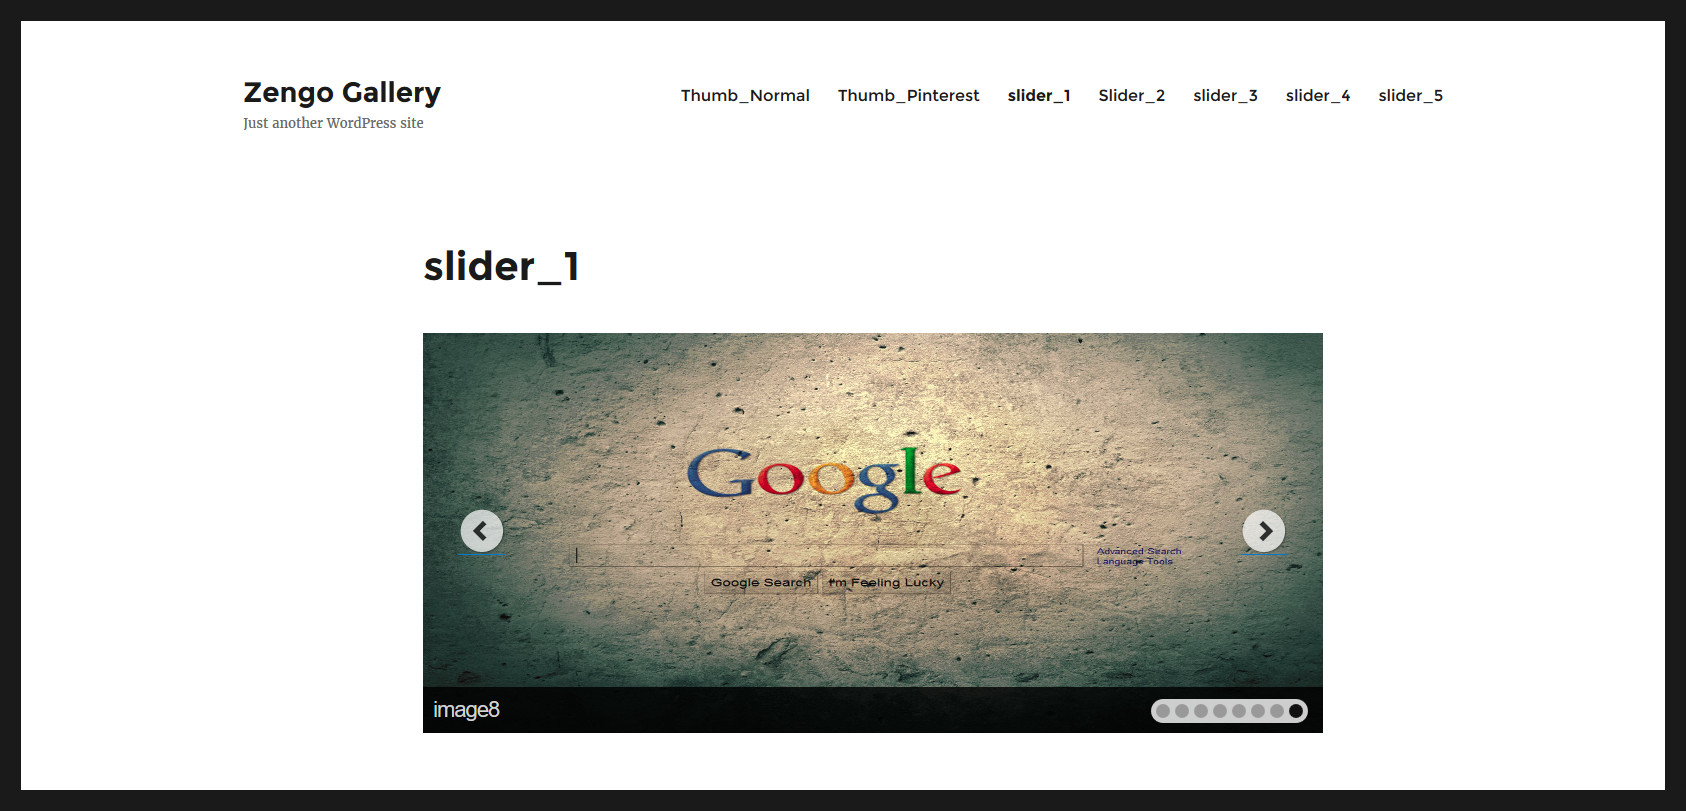 Zengo Gallery
Just another WordPress site
Thumb_Normal Thumb_Pinterest slider_1 Slider_2 slider_3 slider_4 slider_5
slider_1
Google
Advanced Search
Language Tools
Google Search I'm Feeling Lucky
image8